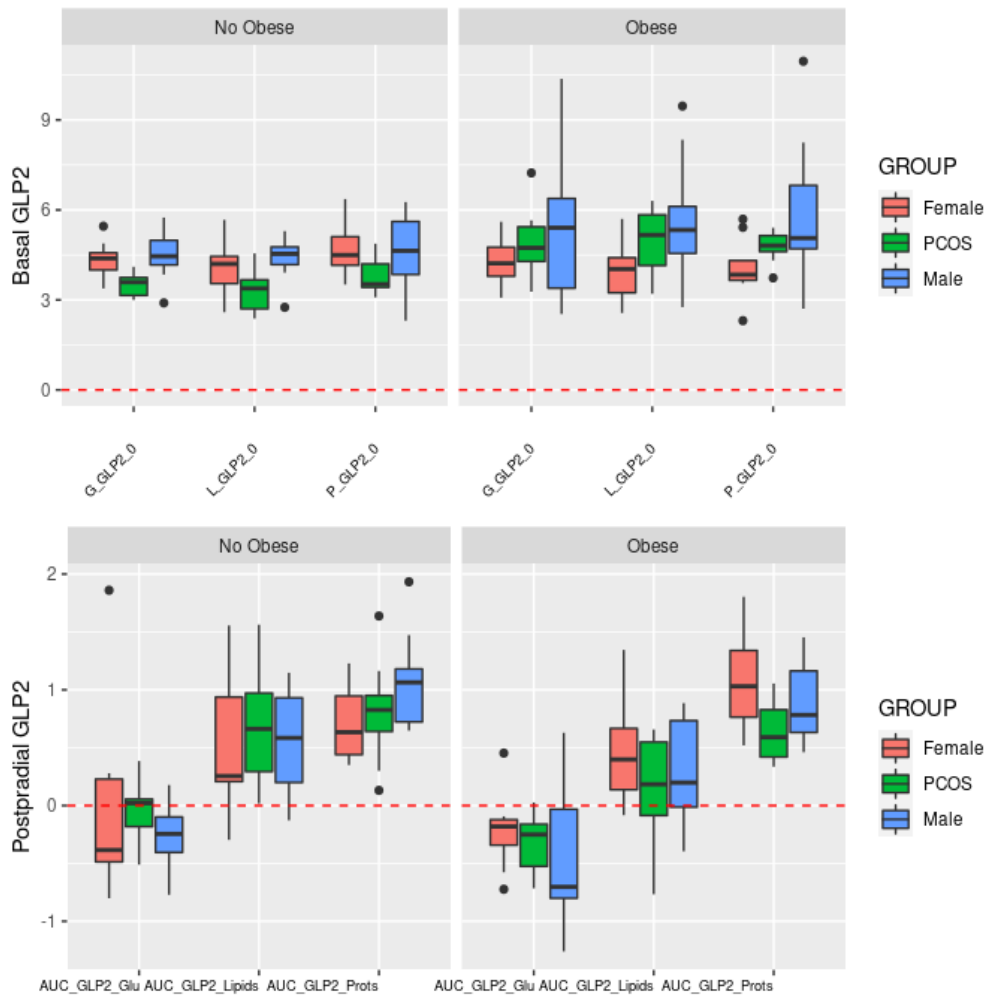 No Obese
Obese
Basal GLP2
9
6
3
0
G_GLP2_0
L_GLP2_0
P_GLP2_0
G_GLP2_0
L_GLP2_0
P_GLP2_0
GROUP
Female
PCOS
Male
No Obese
Obese
Postpradial GLP2
2
1
0
-1
AUC_GLP2_Glu AUC_GLP2_Lipids AUC_GLP2_Prots
AUC_GLP2_Glu AUC_GLP2_Lipids AUC_GLP2_Prots
GROUP
Female
PCOS
Male